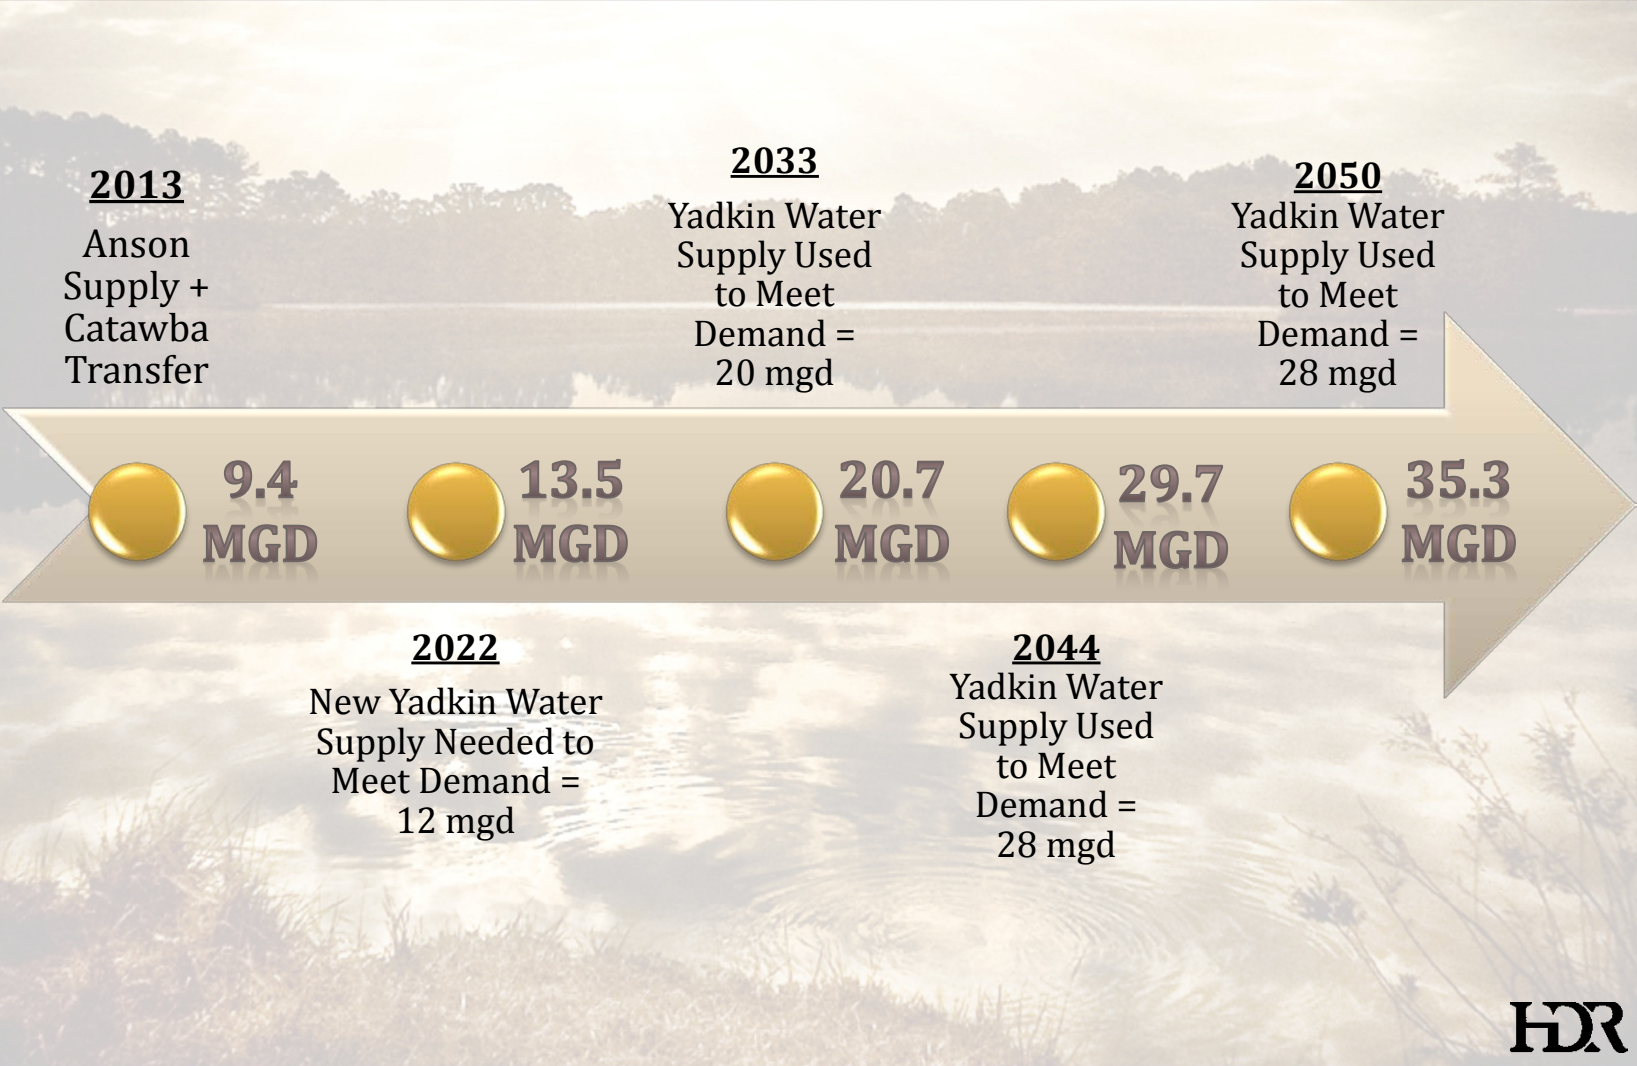 2013
Anson
Supply +
Catawba
Transfer
2033
Yadkin Water
Supply Used
to Meet
Demand =
20 mgd
2050
Yadkin Water
Supply Used
to Meet
Demand =
28 mgd
9.4
MGD
13.5
MGD
20.7
MGD
29.7
MGD
35.3
MGD
2022
New Yadkin Water
Supply Needed to
Meet Demand =
12 mgd
2044
Yadkin Water
Supply Used
to Meet
Demand =
28 mgd
HDR